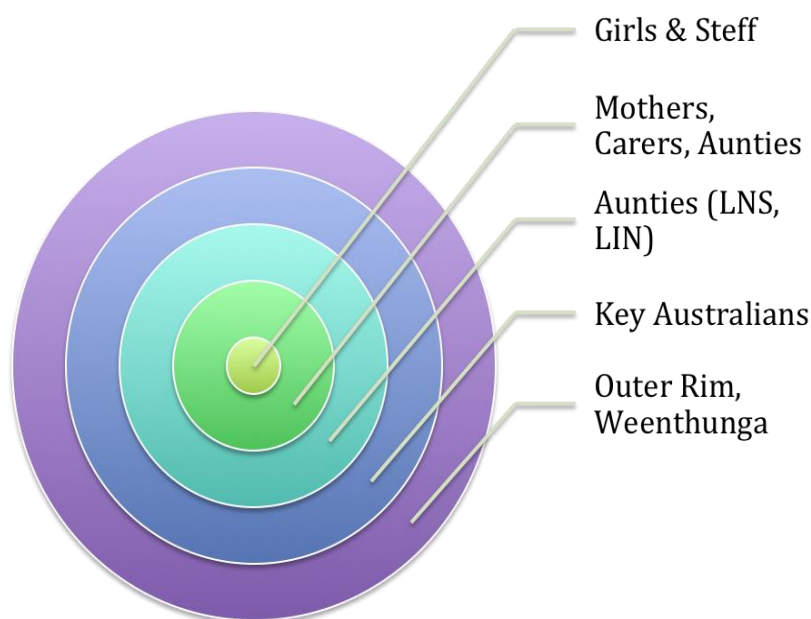 Girls & Steff
Mothers,
Carers, Aunties
Aunties (LNS,
LIN)
Key Australians
Outer Rim,
Weenthunga